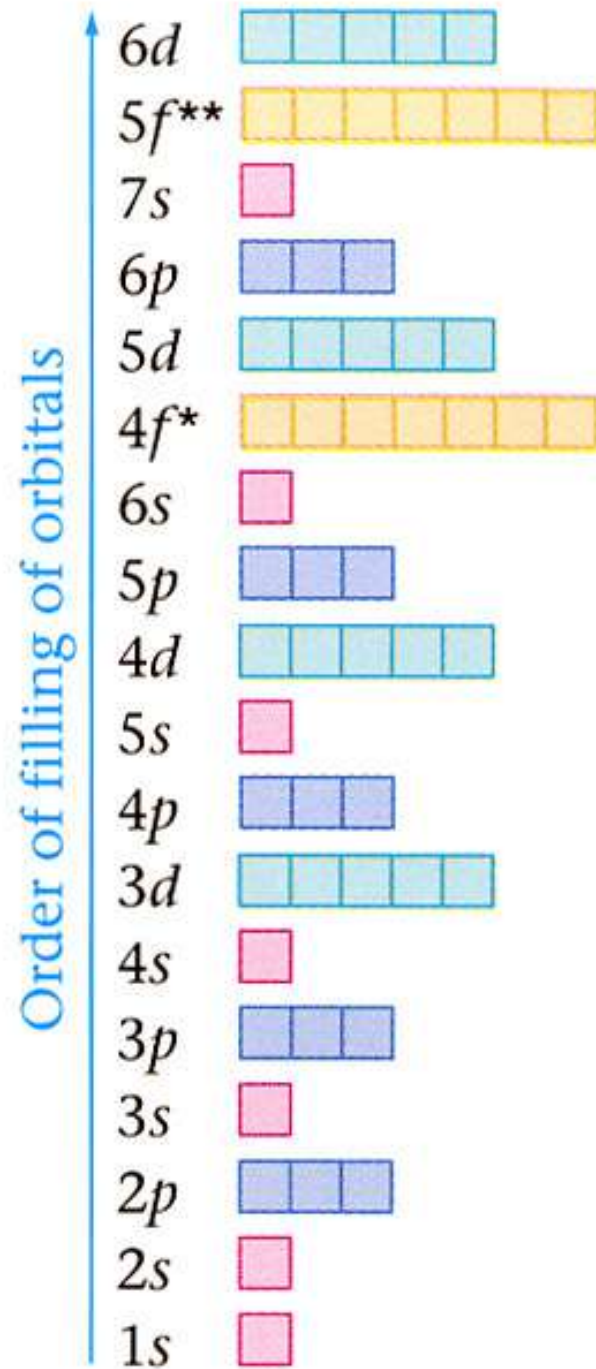 Order of filling of orbitals
6d
5f**
7s
6p
5d
4f*
6s
5p
4d
5s
4p
3d
4s
3p
3s
2p
2s
1s